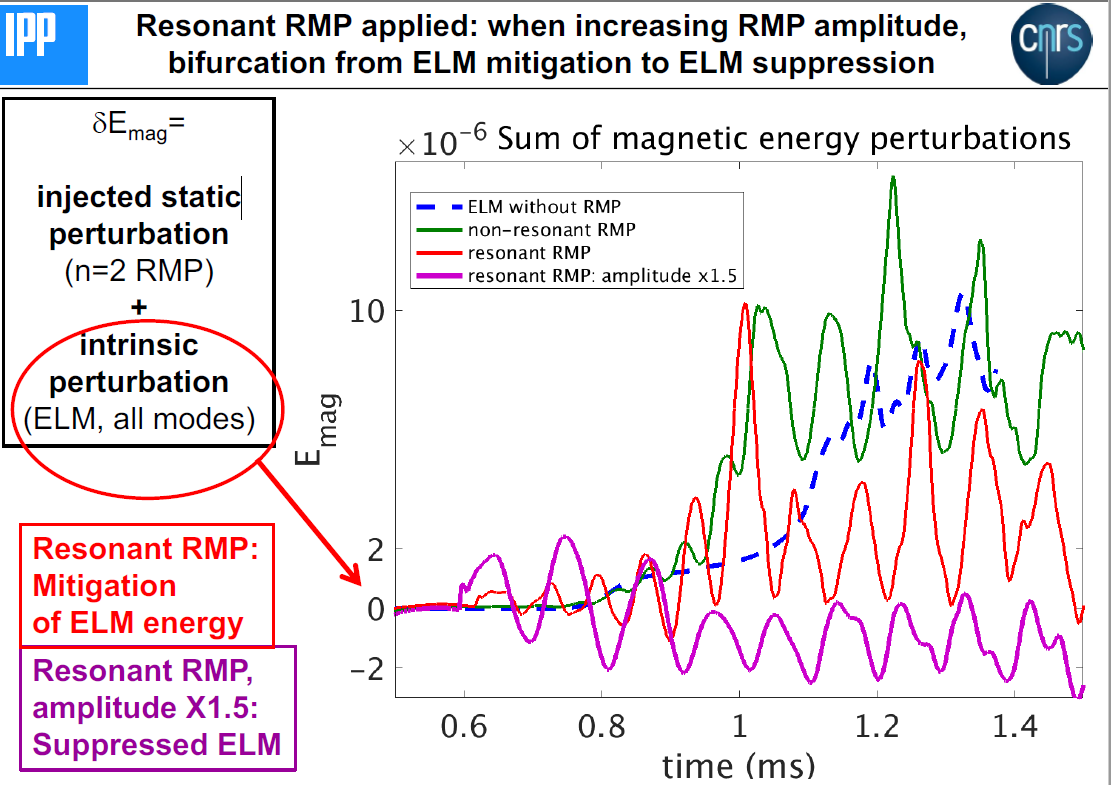 IPP
Resonant RMP applied: when increasing RMP amplitude,
bifurcation from ELM mitigation to ELM suppression
cnrs
δEmag=
injected static
perturbation
(n=2 RMP)
+
intrinsic
perturbation
(ELM, all modes)
Resonant RMP:
Mitigation
of ELM energy
Resonant RMP,
amplitude X1.5:
Suppressed ELM
×10⁻⁶ Sum of magnetic energy perturbations
ELM without RMP
non-resonant RMP
resonant RMP
resonant RMP: amplitude x1.5
Emag
10
2
0
-2
0.6 0.8 1 1.2 1.4
time (ms)